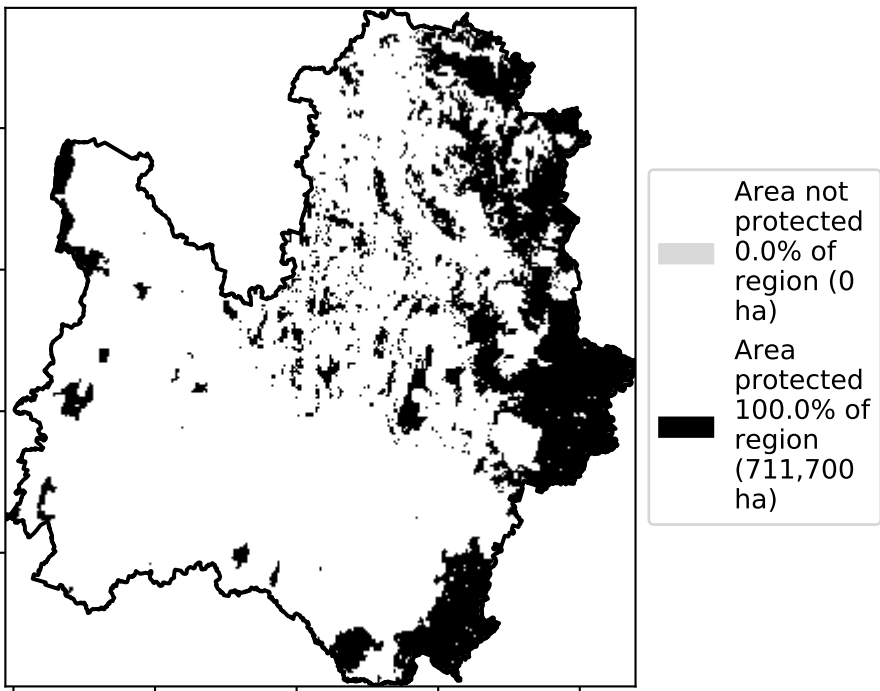 Area not
protected
0.0% of
region (0
ha)
Area
protected
100.0% of
region
(711,700
ha)